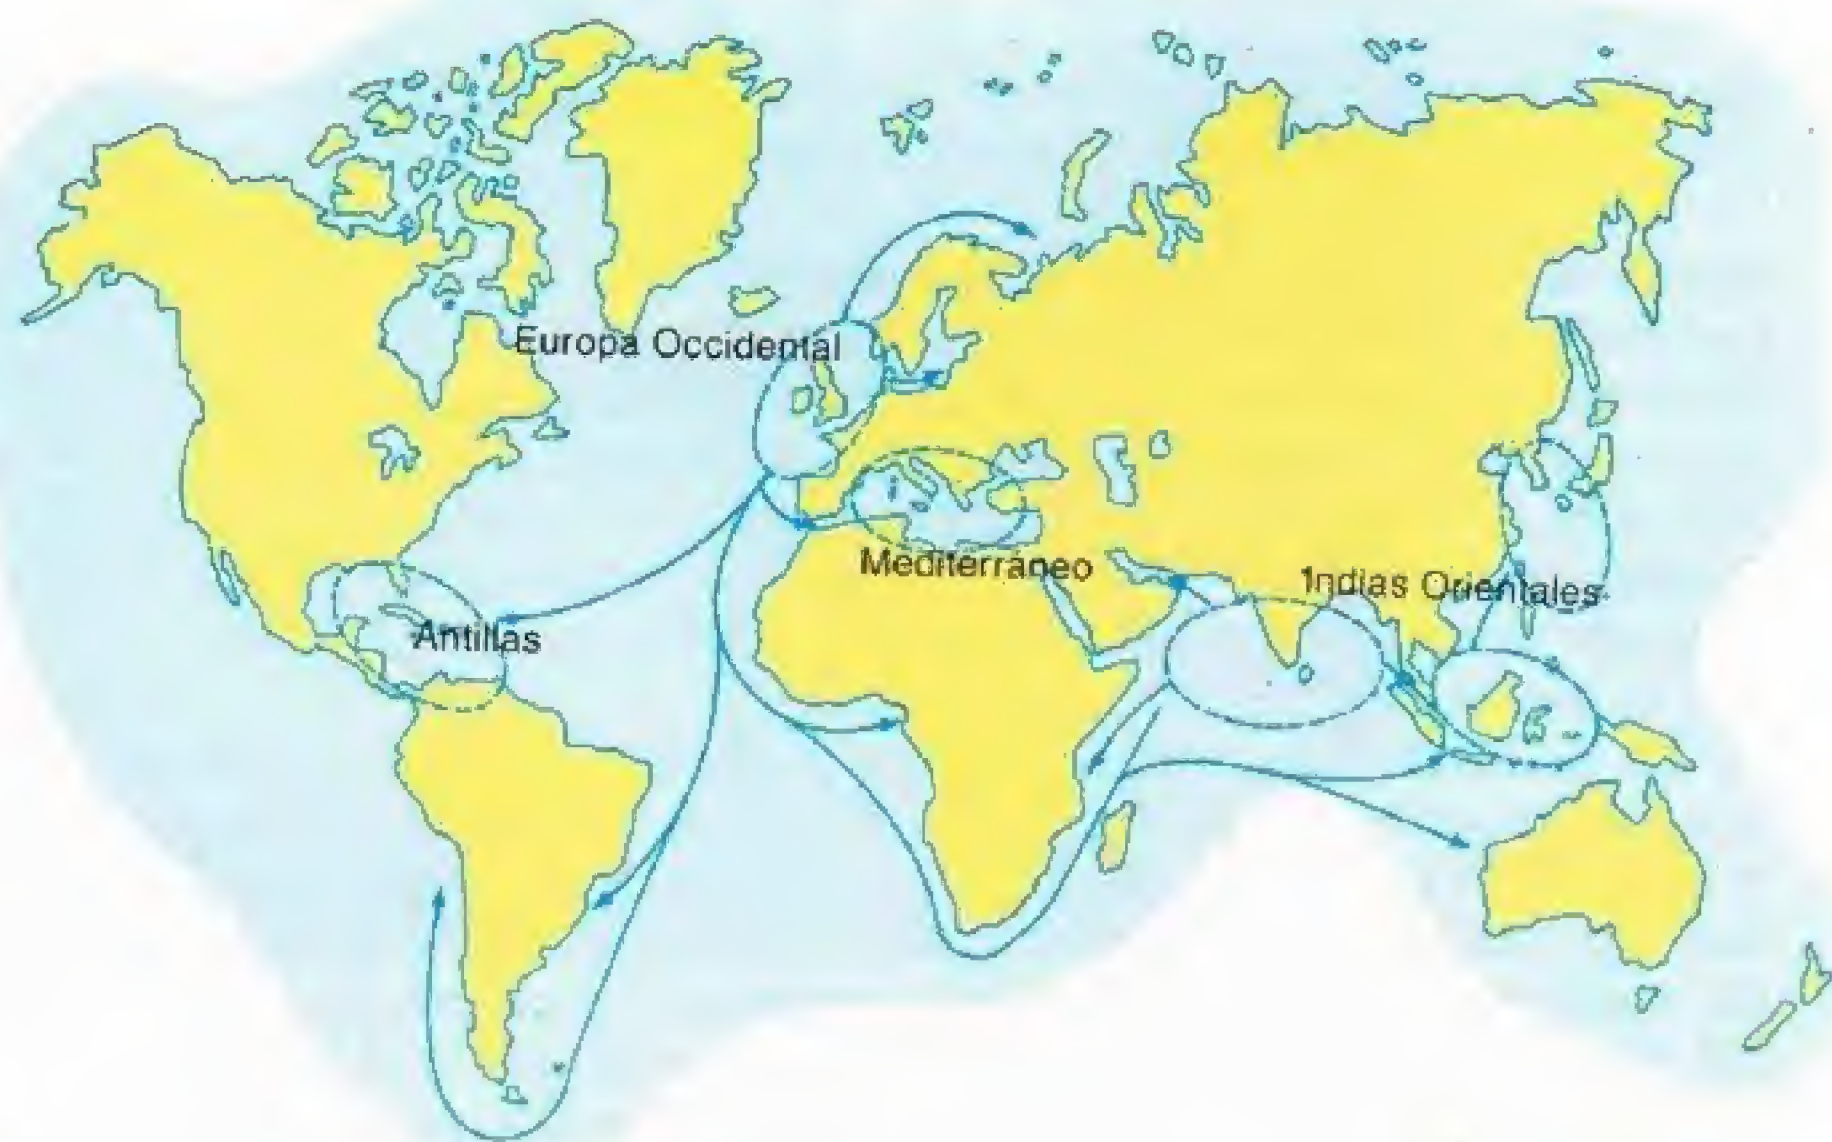 Europa Occidental
Mediterráneo
Indias Orientales
Antillas